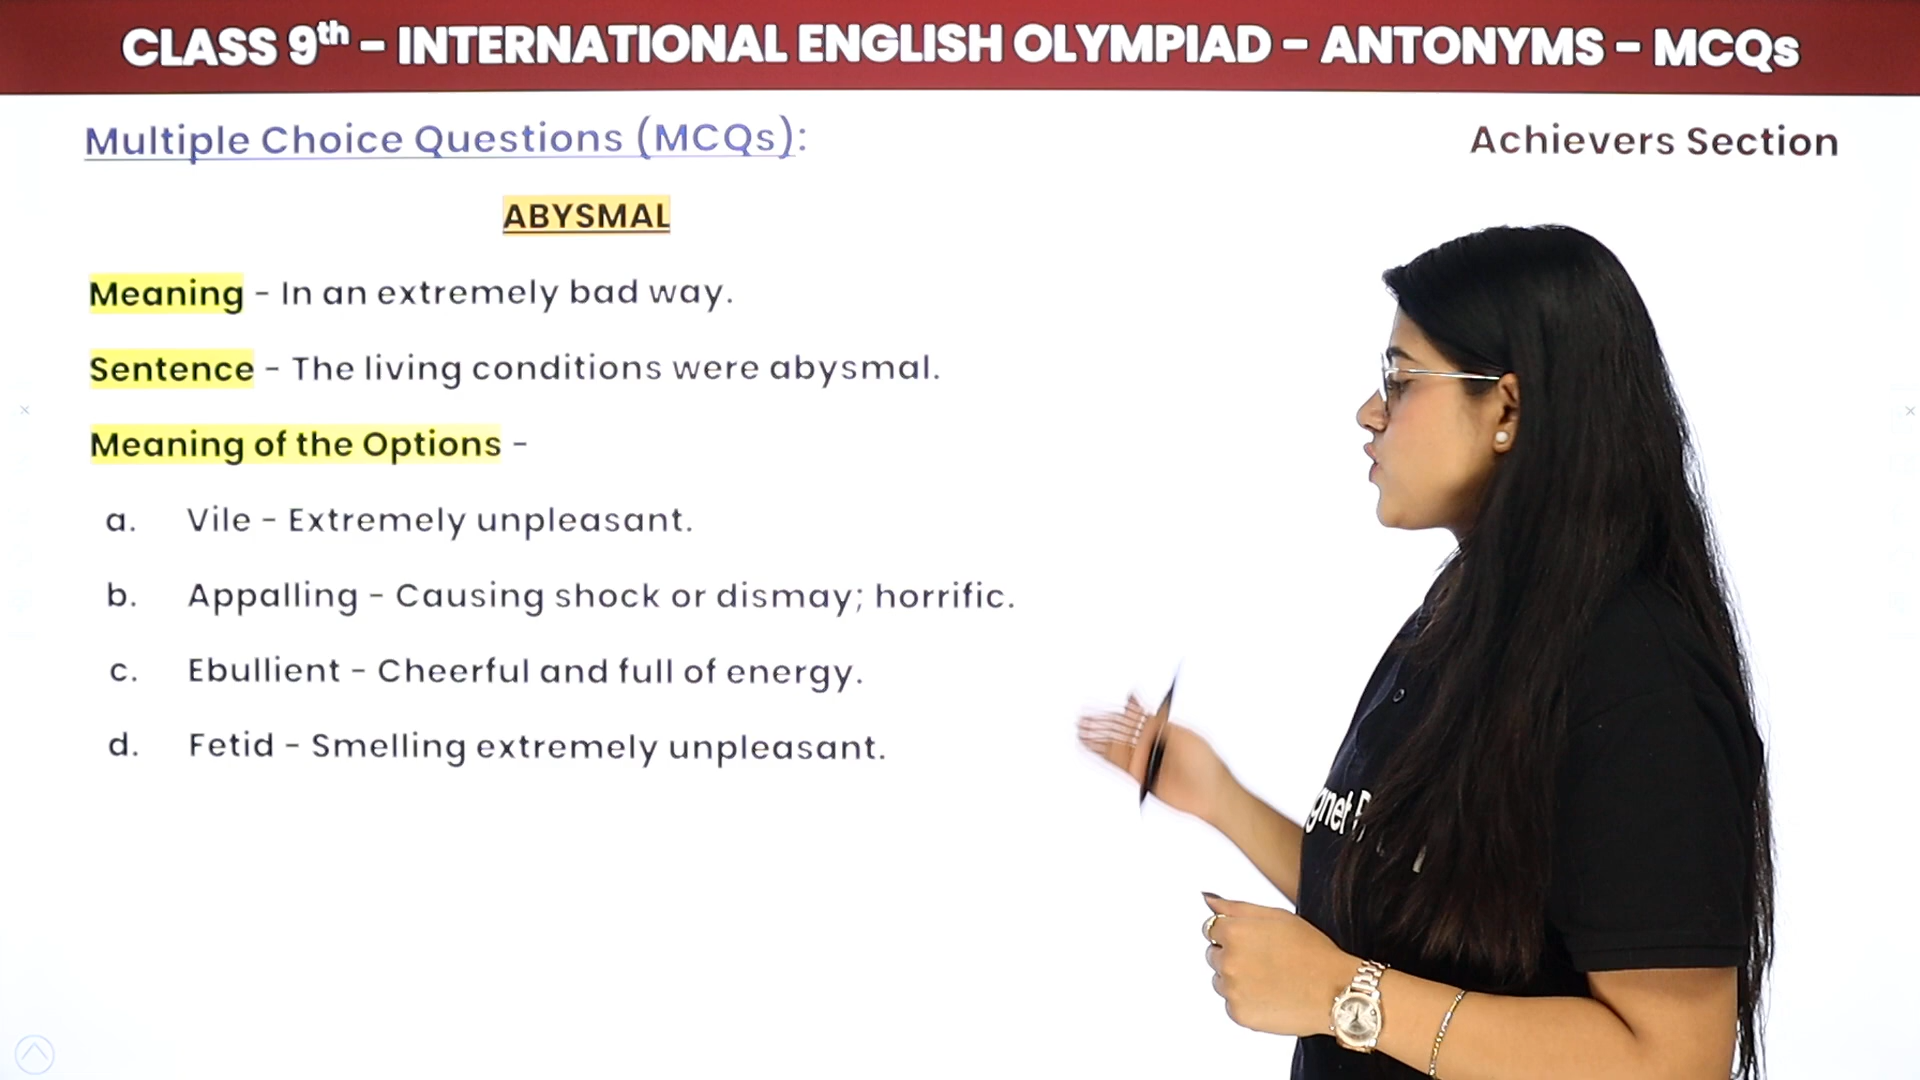 CLASS 9th – INTERNATIONAL ENGLISH OLYMPIAD – ANTONYMS – MCQs
Multiple Choice Questions (MCQs):
Achievers Section
ABYSMAL
Meaning – In an extremely bad way.
Sentence – The living conditions were abysmal.
Meaning of the Options –
a. Vile – Extremely unpleasant.
b. Appalling – Causing shock or dismay; horrific.
c. Ebullient – Cheerful and full of energy.
d. Fetid – Smelling extremely unpleasant.